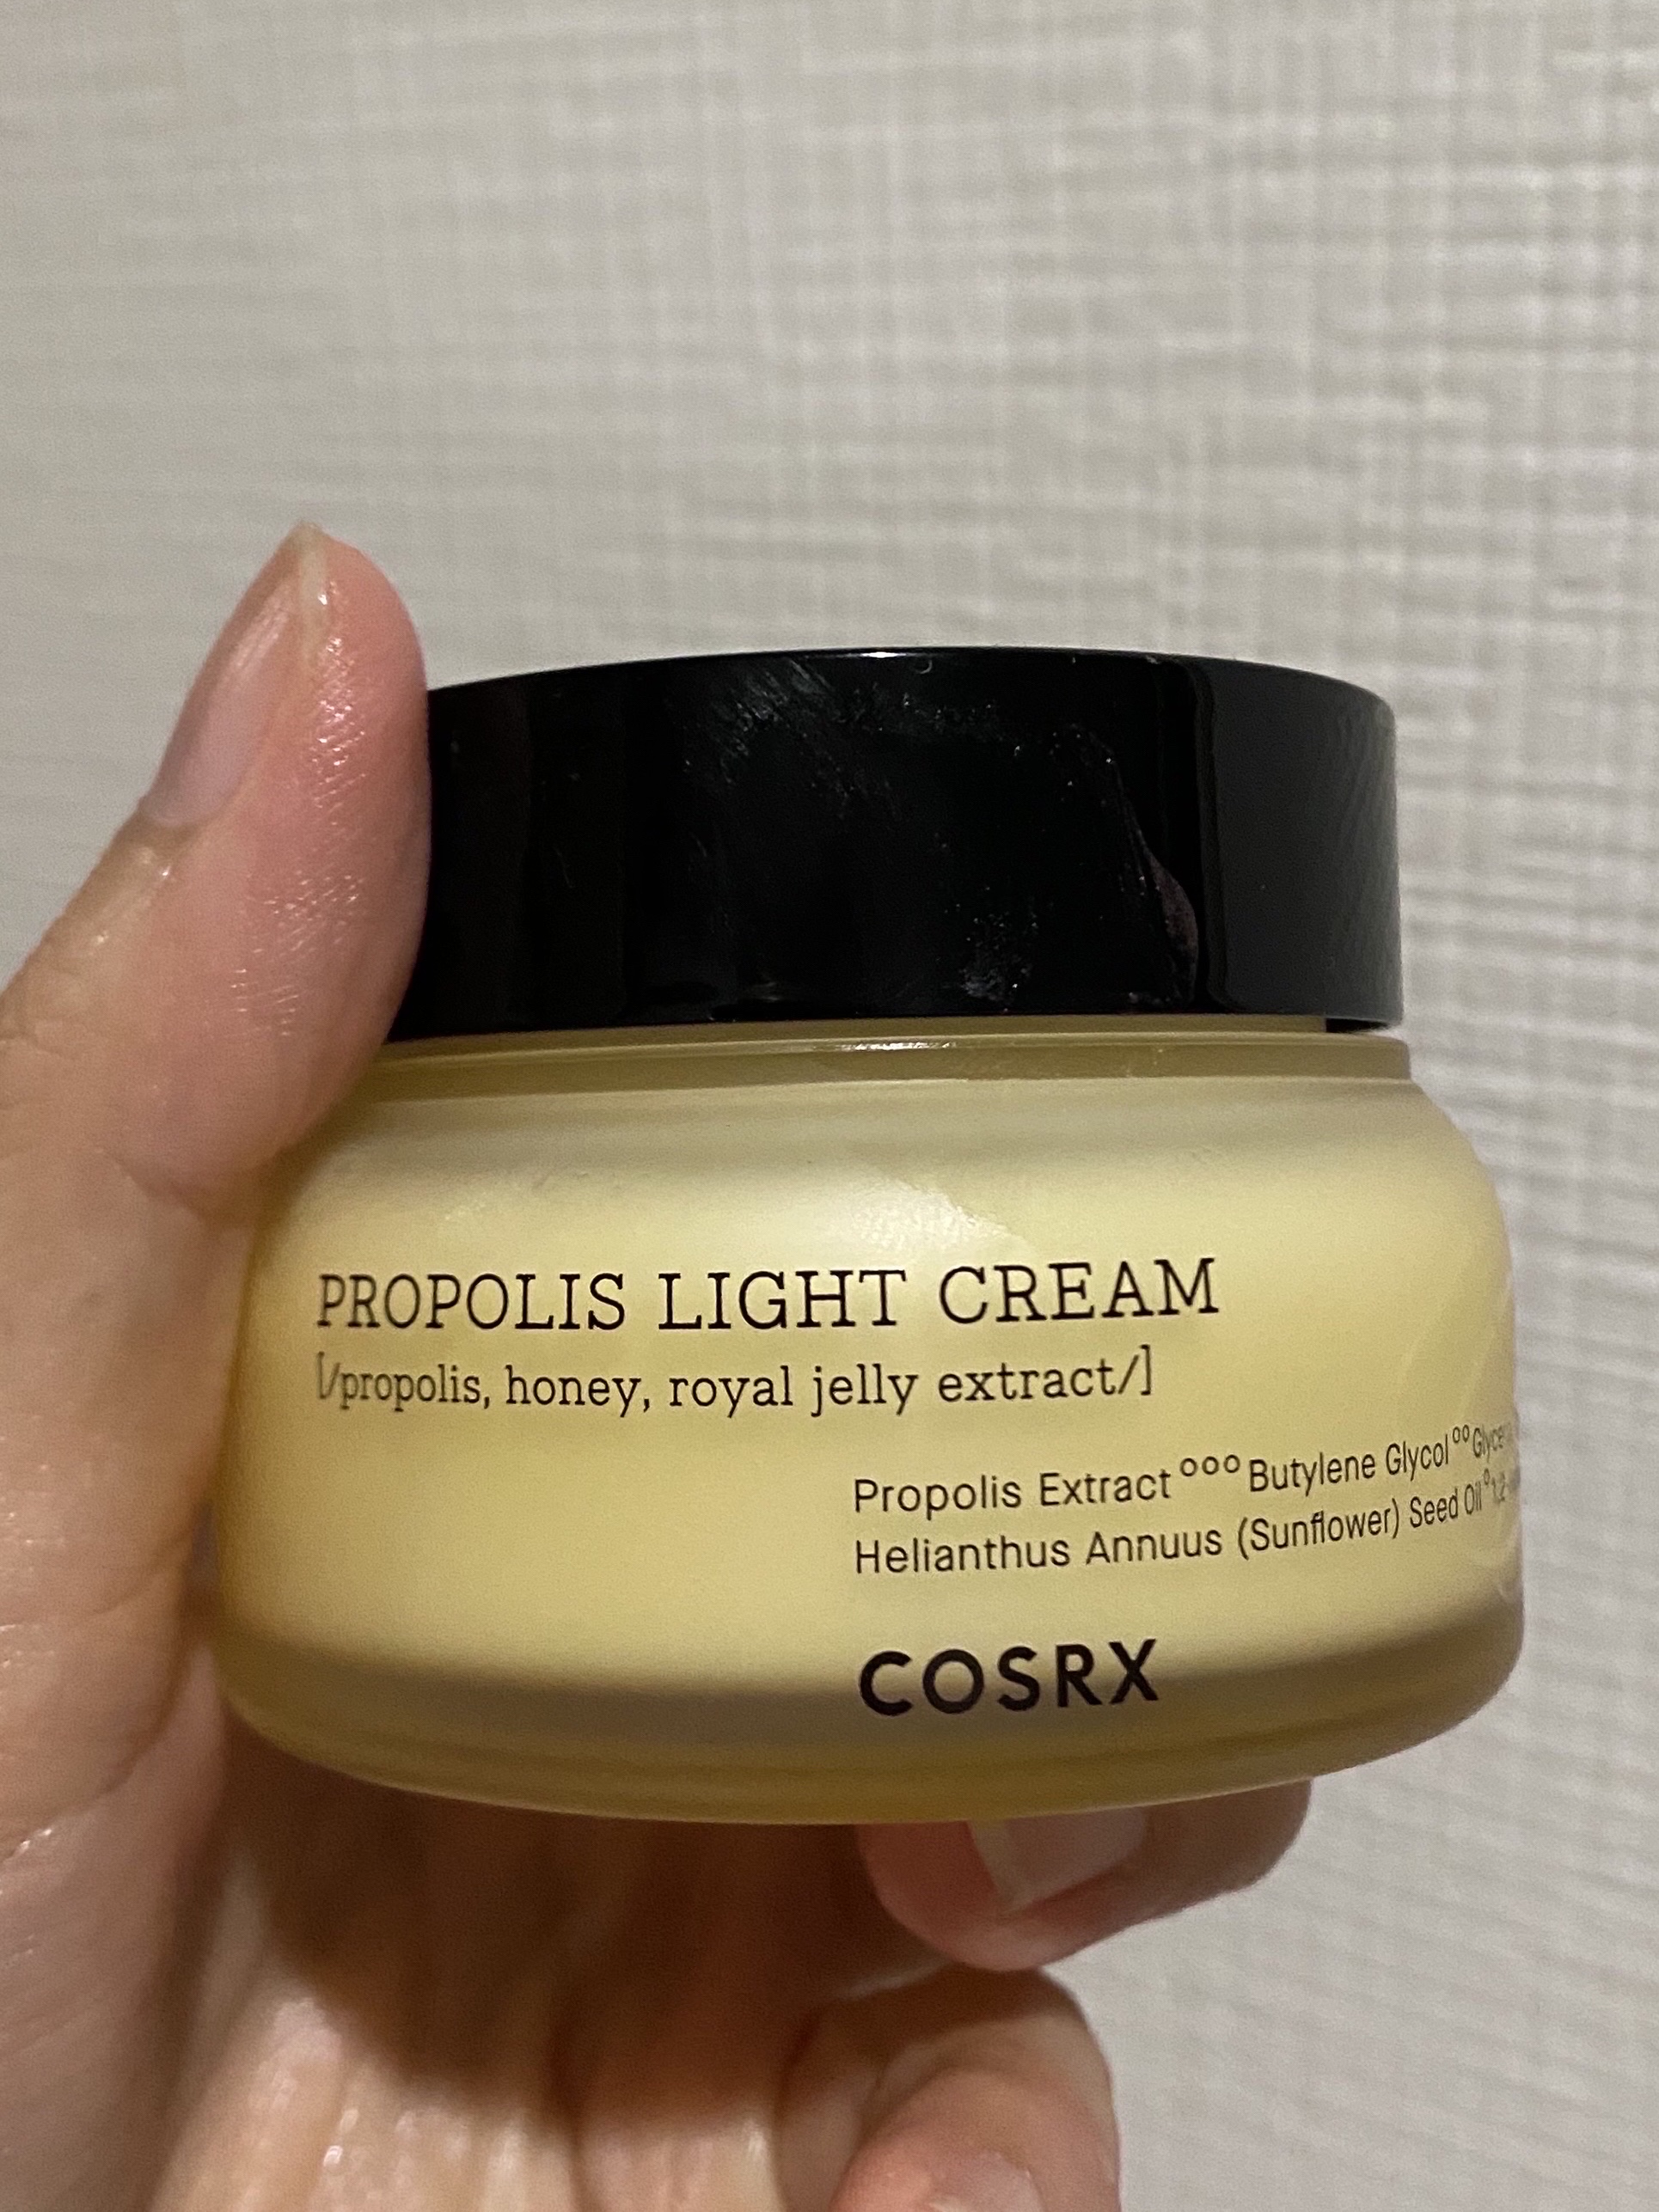 PROPOLIS LIGHT CREAM
[/propolis, honey, royal jelly extract/]
Propolis Extract°°° Butylene Glycol°°
Helianthus Annuus (Sunflower) Seed Oil°
COSRX